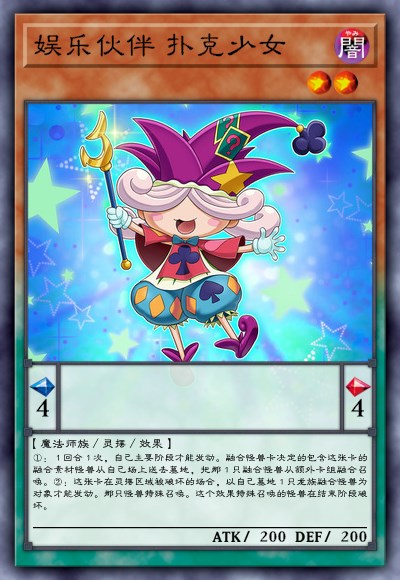 娱乐伙伴 扑克少女
やみ
闇
4 4
【魔法师族／灵摆／效果】
①：1回合1次，自己主要阶段才能发动。融合怪兽卡决定的包含这张卡的
融合素材怪兽从自己场上送去墓地，把那1只融合怪兽从额外卡组融合召
唤。②：这张卡在灵摆区域被破坏的场合，以自己墓地1只龙族融合怪兽为
对象才能发动。那只怪兽特殊召唤。这个效果特殊召唤的怪兽在结束阶段破
坏。
ATK/ 200 DEF/ 200